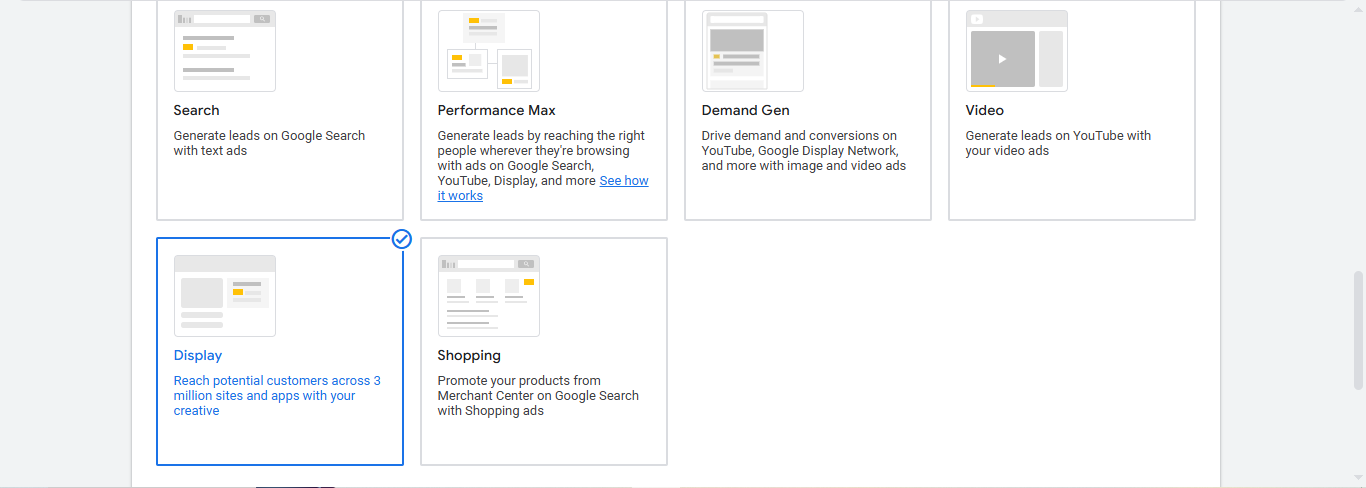 Search
Generate leads on Google Search
with text ads
Performance Max
Generate leads by reaching the right
people wherever they're browsing
with ads on Google Search,
YouTube, Display, and more See how
it works
Demand Gen
Drive demand and conversions on
YouTube, Google Display Network,
and more with image and video ads
Video
Generate leads on YouTube with
your video ads
Display
Reach potential customers across 3
million sites and apps with your
creative
Shopping
Promote your products from
Merchant Center on Google Search
with Shopping ads